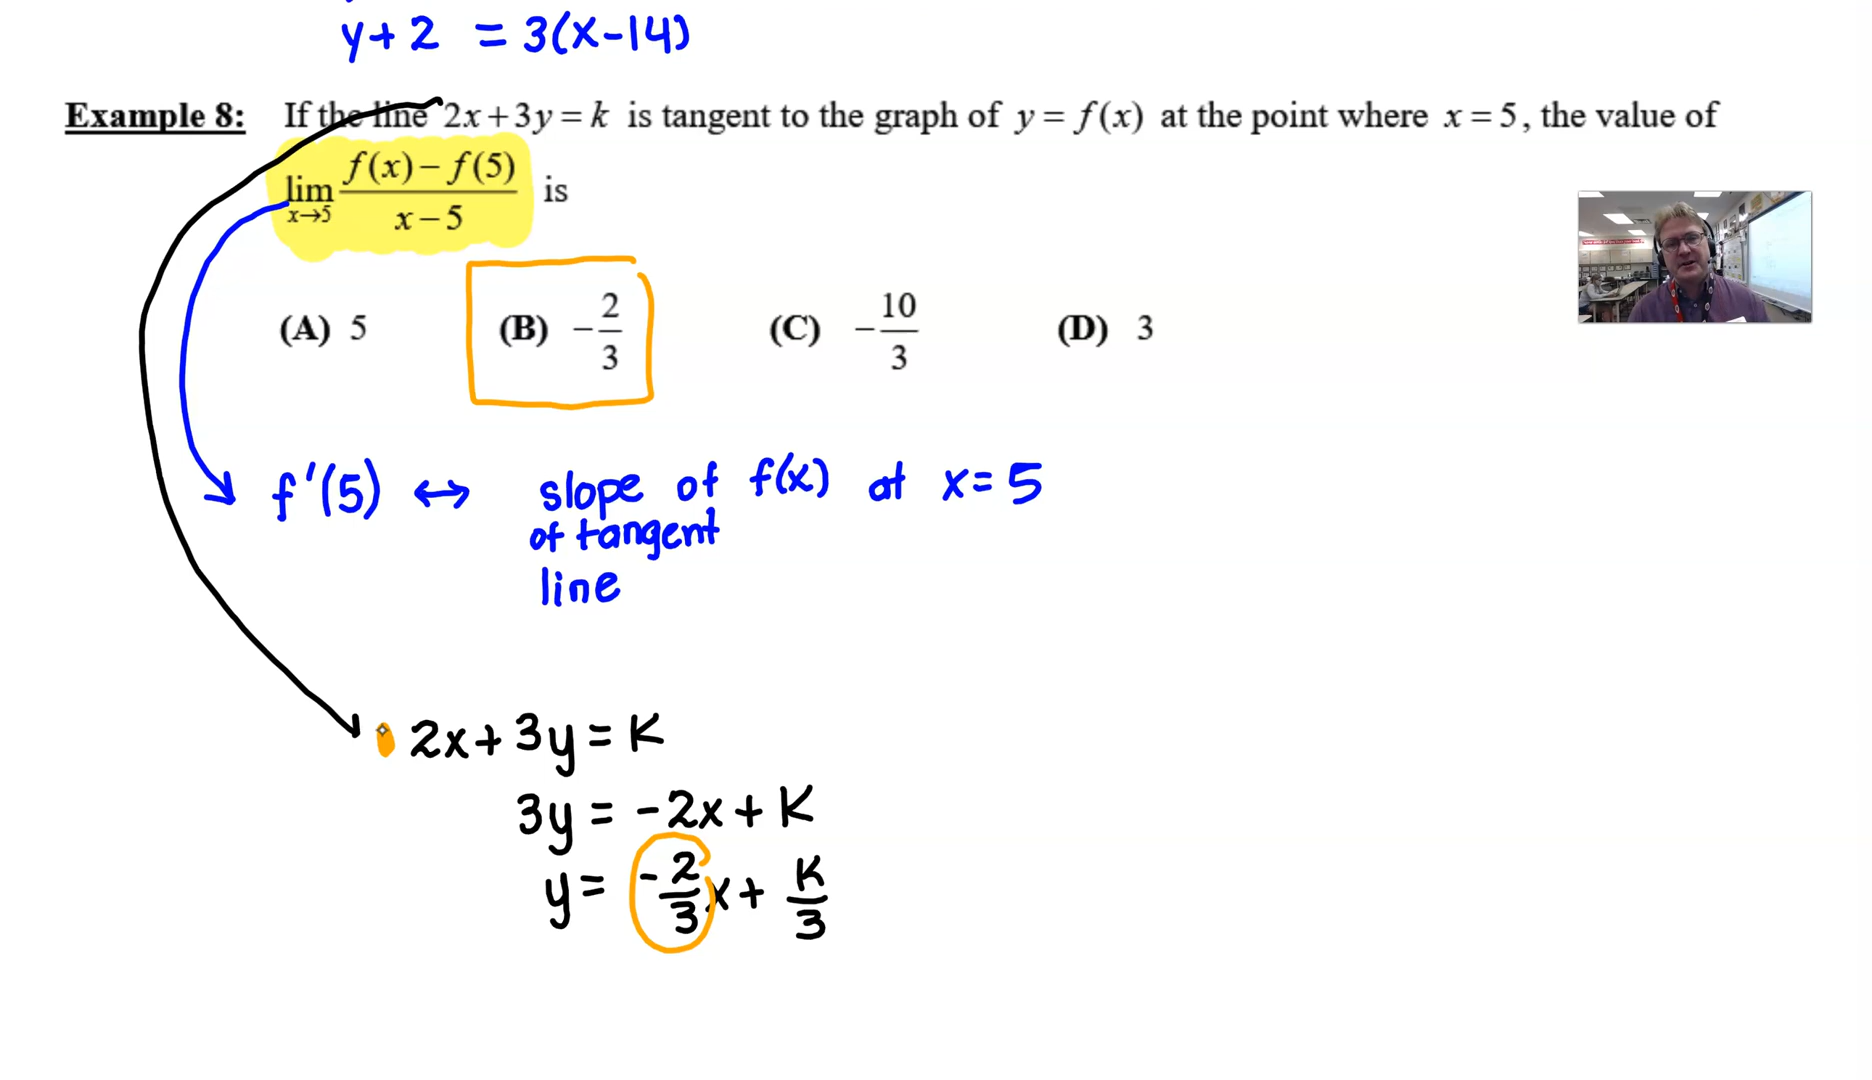 y + 2 = 3(x - 14)
Example 8: If the line 2x + 3y = k is tangent to the graph of y = f(x) at the point where x = 5, the value of
lim x→5 (f(x) − f(5))/(x − 5) is
(A) 5 (B) −2/3 (C) −10/3 (D) 3
f'(5) ↔ slope of f(x) at x = 5
of tangent
line
2x + 3y = K
3y = -2x + K
y = -2/3 x + K/3